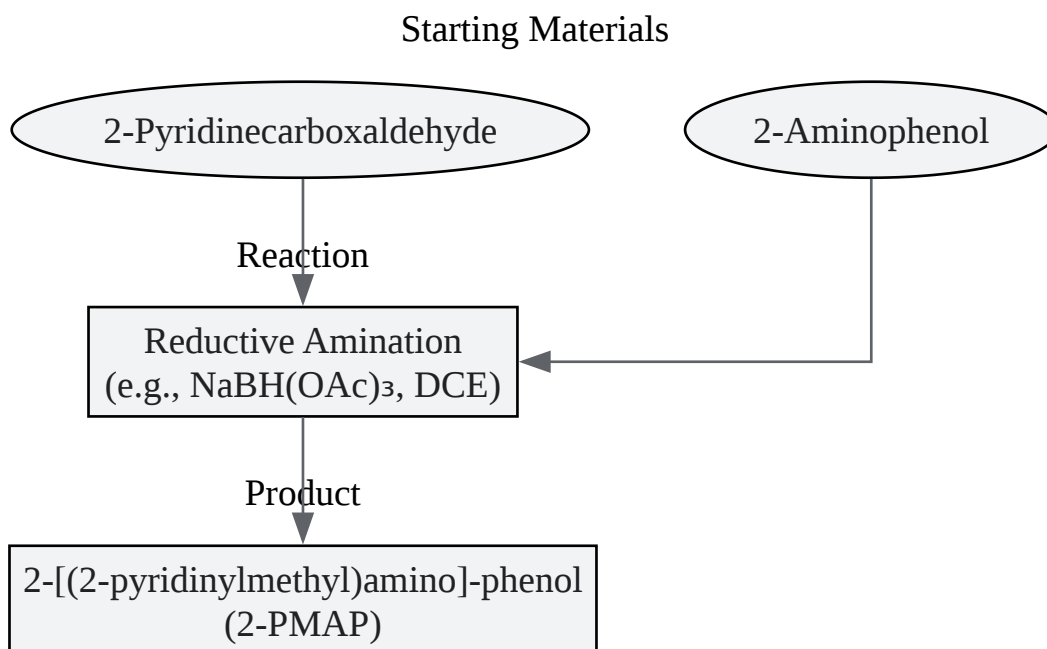 Starting Materials
2-Pyridinecarboxaldehyde
2-Aminophenol
Reaction
Reductive Amination
(e.g., NaBH(OAc)₃, DCE)
Product
2-[(2-pyridinylmethyl)amino]-phenol
(2-PMAP)